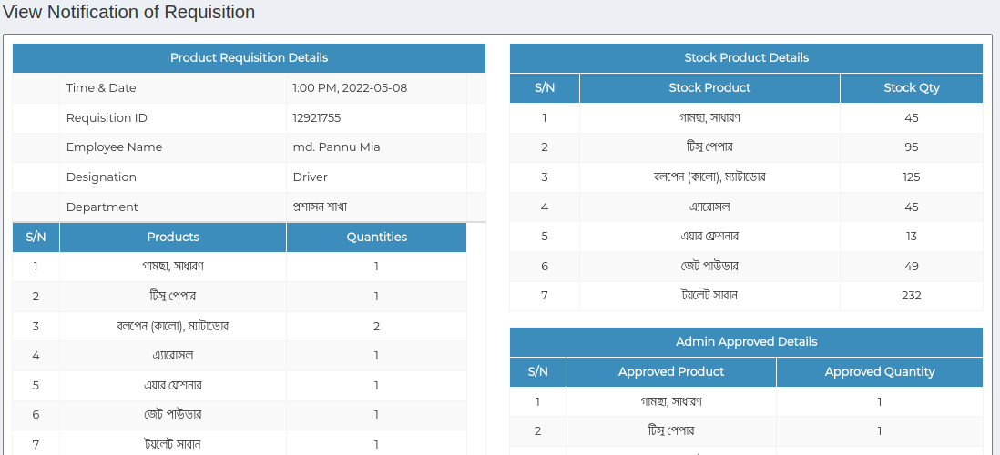 View Notification of Requisition
Product Requisition Details
Time & Date 1:00 PM, 2022-05-08
Requisition ID 12921755
Employee Name md. Pannu Mia
Designation Driver
Department প্রশাসন শাখা
S/N Products Quantities
1 গামছা, সাধারণ 1
2 টিস্যু পেপার 1
3 বলপেন (কালো), ম্যাটাডোর 2
4 এ্যারোসল 1
5 এয়ার ফ্রেশনার 1
6 জেট পাউডার 1
7 টয়লেট সাবান 1
Stock Product Details
S/N Stock Product Stock Qty
1 গামছা, সাধারণ 45
2 টিস্যু পেপার 95
3 বলপেন (কালো), ম্যাটাডোর 125
4 এ্যারোসল 45
5 এয়ার ফ্রেশনার 13
6 জেট পাউডার 49
7 টয়লেট সাবান 232
Admin Approved Details
S/N Approved Product Approved Quantity
1 গামছা, সাধারণ 1
2 টিস্যু পেপার 1